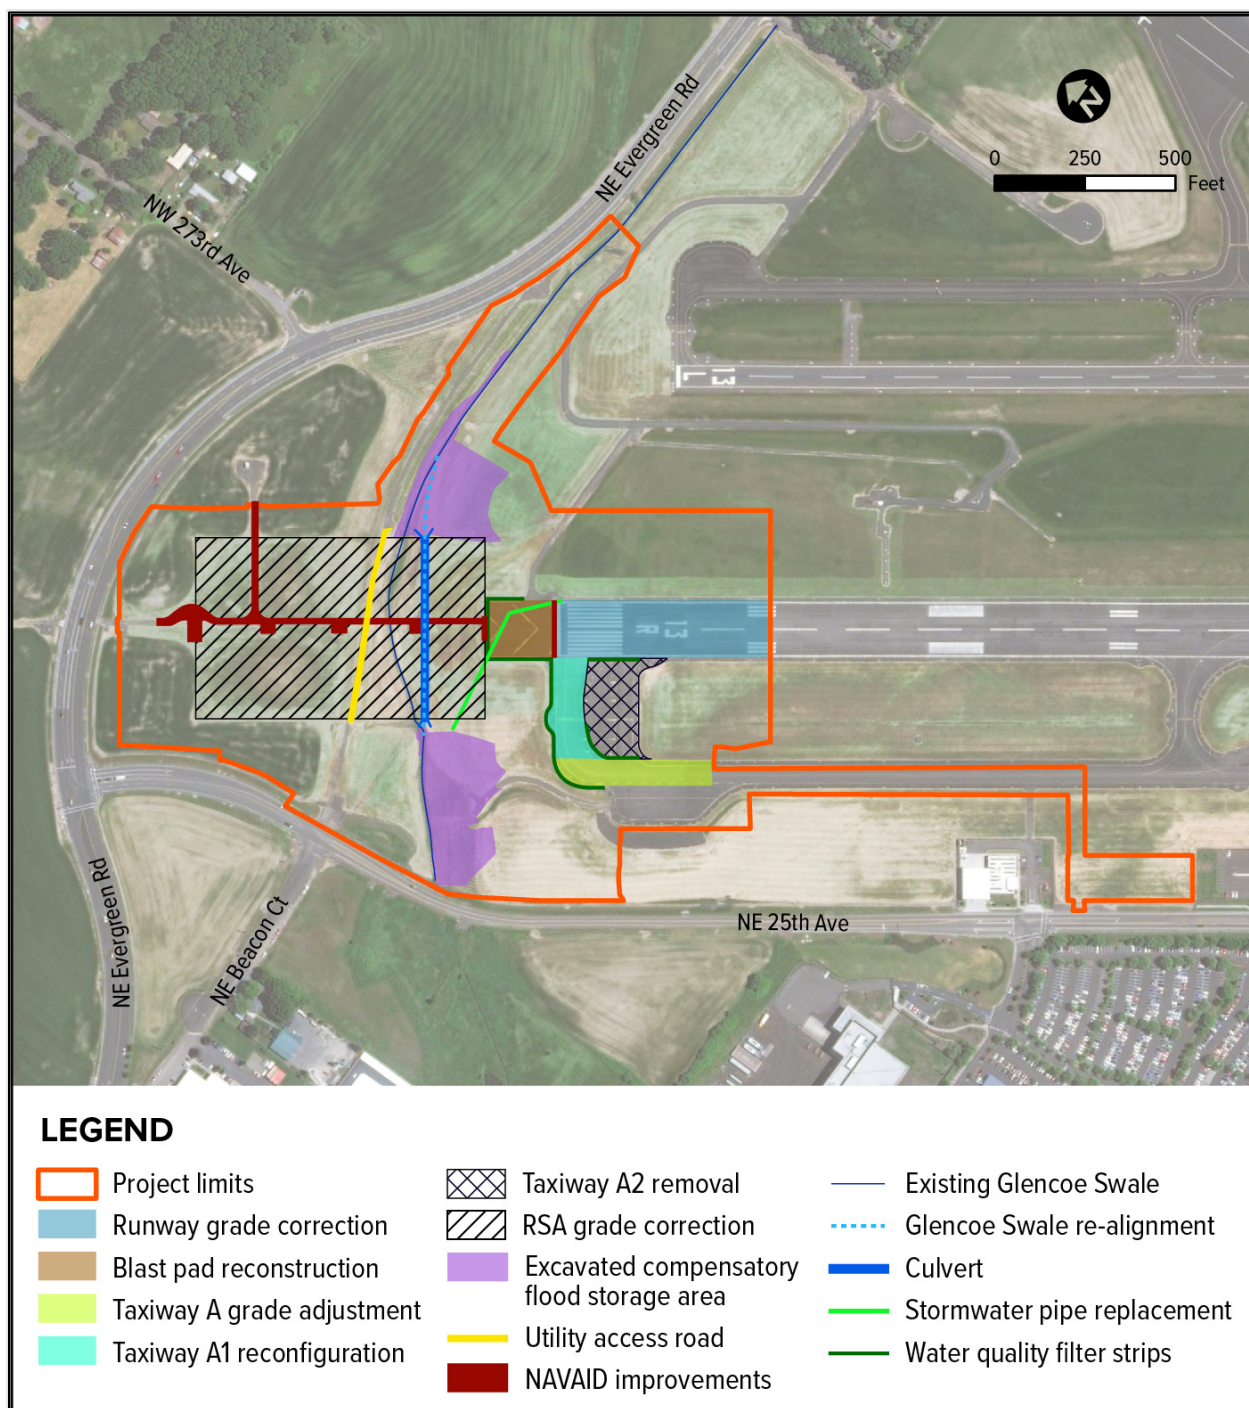 NE Evergreen Rd
N
0 250 500
Feet
NW 273rd Ave
13
L
13
R
NE 25th Ave
NE Evergreen Rd
NE Beacon Ct
LEGEND
Project limits
Runway grade correction
Blast pad reconstruction
Taxiway A grade adjustment
Taxiway A1 reconfiguration
Taxiway A2 removal
RSA grade correction
Excavated compensatory
flood storage area
Utility access road
NAVAID improvements
Existing Glencoe Swale
Glencoe Swale re-alignment
Culvert
Stormwater pipe replacement
Water quality filter strips